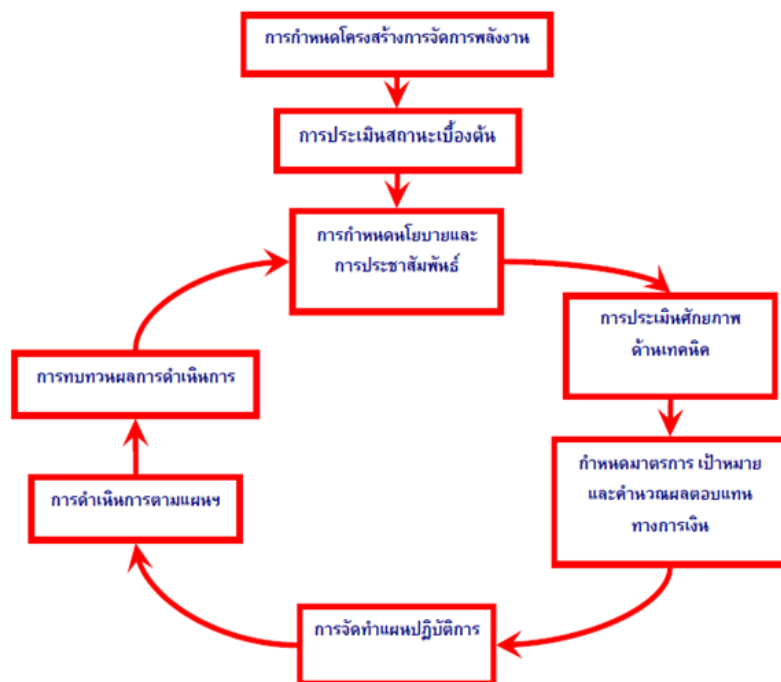 การกำหนดโครงสร้างการจัดการพลังงาน
การประเมินสถานะเบื้องต้น
การกำหนดนโยบายและ
การประชาสัมพันธ์
การประเมินศักยภาพ
ด้านเทคนิค
กำหนดมาตรการ เป้าหมาย
และคำนวณผลตอบแทน
ทางการเงิน
การจัดทำแผนปฏิบัติการ
การดำเนินการตามแผนฯ
การทบทวนผลการดำเนินการ